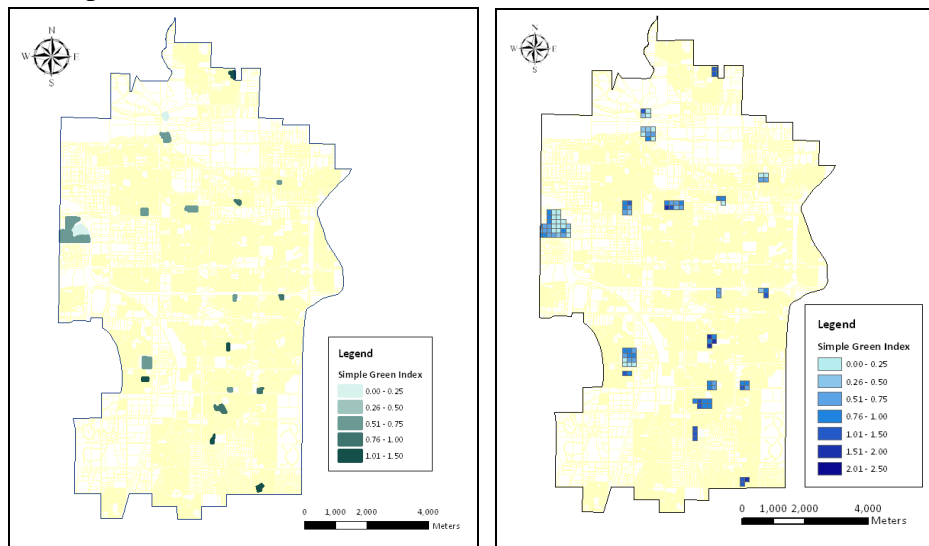 N
W E
S
Legend
Simple Green Index
0.00 - 0.25
0.26 - 0.50
0.51 - 0.75
0.76 - 1.00
1.01 - 1.50
0 1,000 2,000 4,000
Meters
N
W E
S
Legend
Simple Green Index
0.00 - 0.25
0.26 - 0.50
0.51 - 0.75
0.76 - 1.00
1.01 - 1.50
1.51 - 2.00
2.01 - 2.50
0 1,000 2,000 4,000
Meters